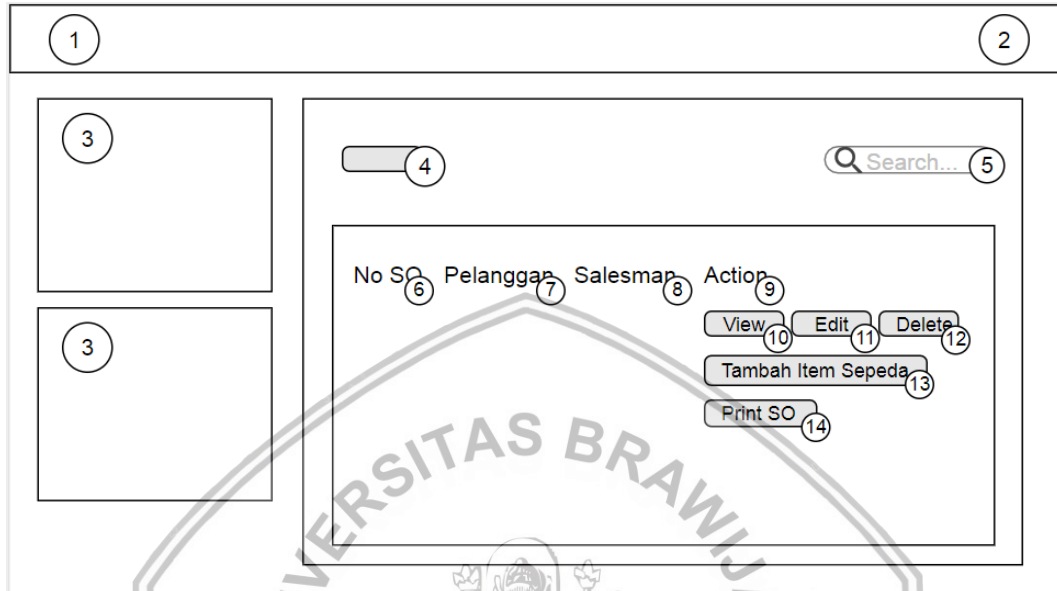 1 2
3
4 Search... 5
No SO 6 Pelanggan 7 Salesman 8 Action 9
View 10 Edit 11 Delete 12
3
Tambah Item Sepeda 13
Print SO 14
ERSITAS BRAWIJ